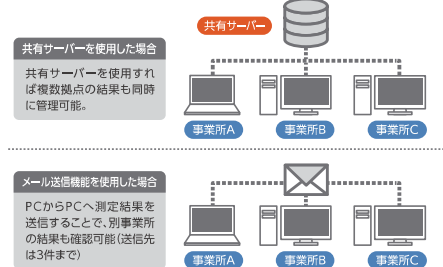 共有サーバー
共有サーバーを使用した場合
共有サーバーを使用すれ
ば複数拠点の結果も同時
に管理可能。
事業所A
事業所B
事業所C
メール送信機能を使用した場合
PCからPCへ測定結果を
送信することで、別事業所
の結果も確認可能(送信先
は3件まで)
事業所A
事業所B
事業所C